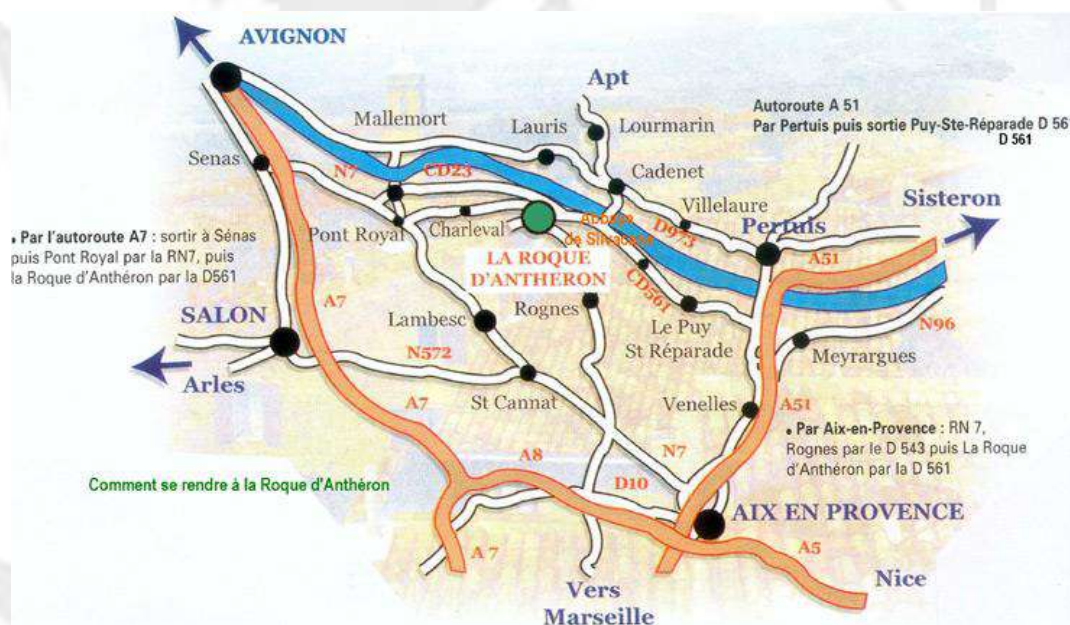 AVIGNON
Apt
Autoroute A 51
Par Pertuis puis sortie Puy-Ste-Réparade D 56
D 561
Mallemort
Lauris
Lourmarin
Senas
N7
CD23
Cadenet
Villelaure
Sisteron
Pertuis
• Par l'autoroute A7 : sortir à Sénas
puis Pont Royal par la RN7, puis
la Roque d'Anthéron par la D561
Pont Royal
Charleval
Abbaye
de Silvacane
D973
A51
LA ROQUE
D'ANTHERON
CD561
A7
Rognes
SALON
Lambesc
Le Puy
St Réparade
N96
Meyrargues
N572
Arles
A7
St Cannat
Venelles
A51
• Par Aix-en-Provence : RN 7,
Rognes par le D 543 puis La Roque
d'Anthéron par la D 561
N7
A8
Comment se rendre à la Roque d'Anthéron
D10
AIX EN PROVENCE
A 7
A5
Nice
Vers
Marseille